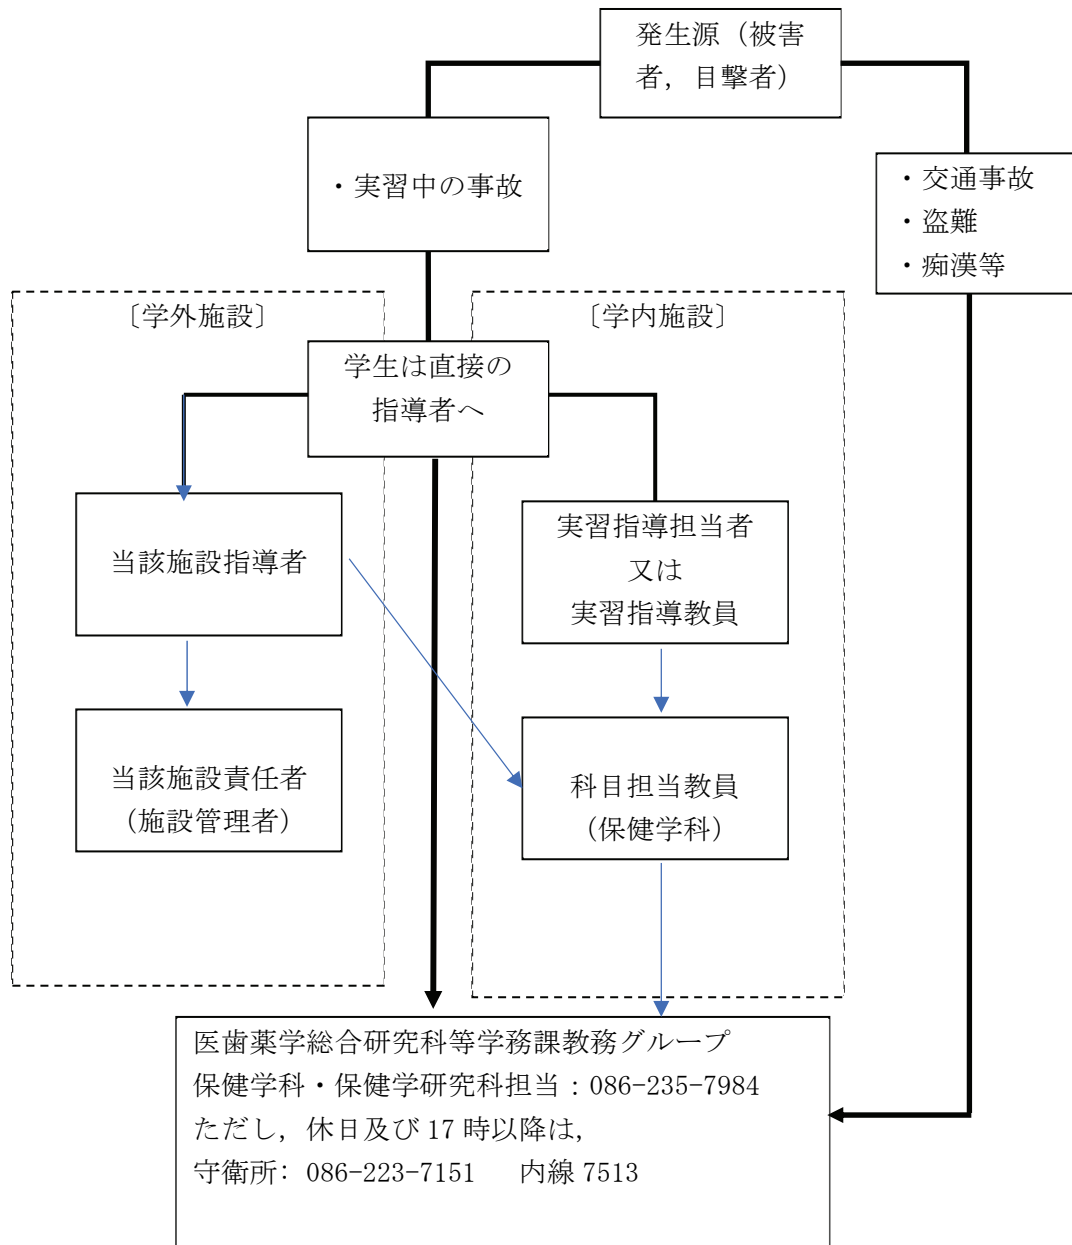 発生源（被害
者，目撃者）
・実習中の事故
・交通事故
・盗難
・痴漢等
〔学外施設〕
〔学内施設〕
学生は直接の
指導者へ
当該施設指導者
実習指導担当者
又は
実習指導教員
当該施設責任者
（施設管理者）
科目担当教員
（保健学科）
医歯薬学総合研究科等学務課教務グループ
保健学科・保健学研究科担当：086-235-7984
ただし，休日及び 17 時以降は，
守衛所：086-223-7151　内線 7513